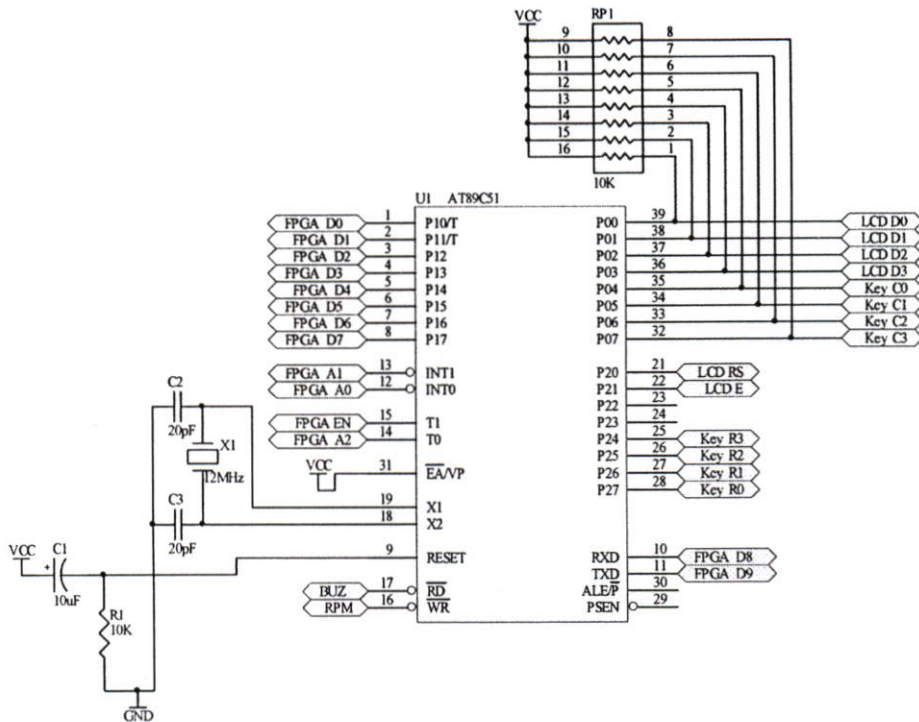 VCC
RP1
9 8
10 7
11 6
12 5
13 4
14 3
15 2
16 1
10K
U1 AT89C51
FPGA D0 1 P10/T P00 39 LCD D0
FPGA D1 2 P11/T P01 38 LCD D1
FPGA D2 3 P12 P02 37 LCD D2
FPGA D3 4 P13 P03 36 LCD D3
FPGA D4 5 P14 P04 35 Key C0
FPGA D5 6 P15 P05 34 Key C1
FPGA D6 7 P16 P06 33 Key C2
FPGA D7 8 P17 P07 32 Key C3
FPGA A1 13 INT1 P20 21 LCD RS
FPGA A0 12 INT0 P21 22 LCD E
P22 23
P23 24
FPGA EN 15 T1 P24 25 Key R3
FPGA A2 14 T0 P25 26 Key R2
P26 27 Key R1
P27 28 Key R0
VCC 31 EA/VP
C2
20pF
X1
12MHz
19 X1
C3
18 X2
20pF
VCC
C1
+
10uF
9 RESET RXD 10 FPGA D8
TXD 11 FPGA D9
BUZ 17 RD ALE/P 30
RPM 16 WR PSEN 29
R1
10K
GND